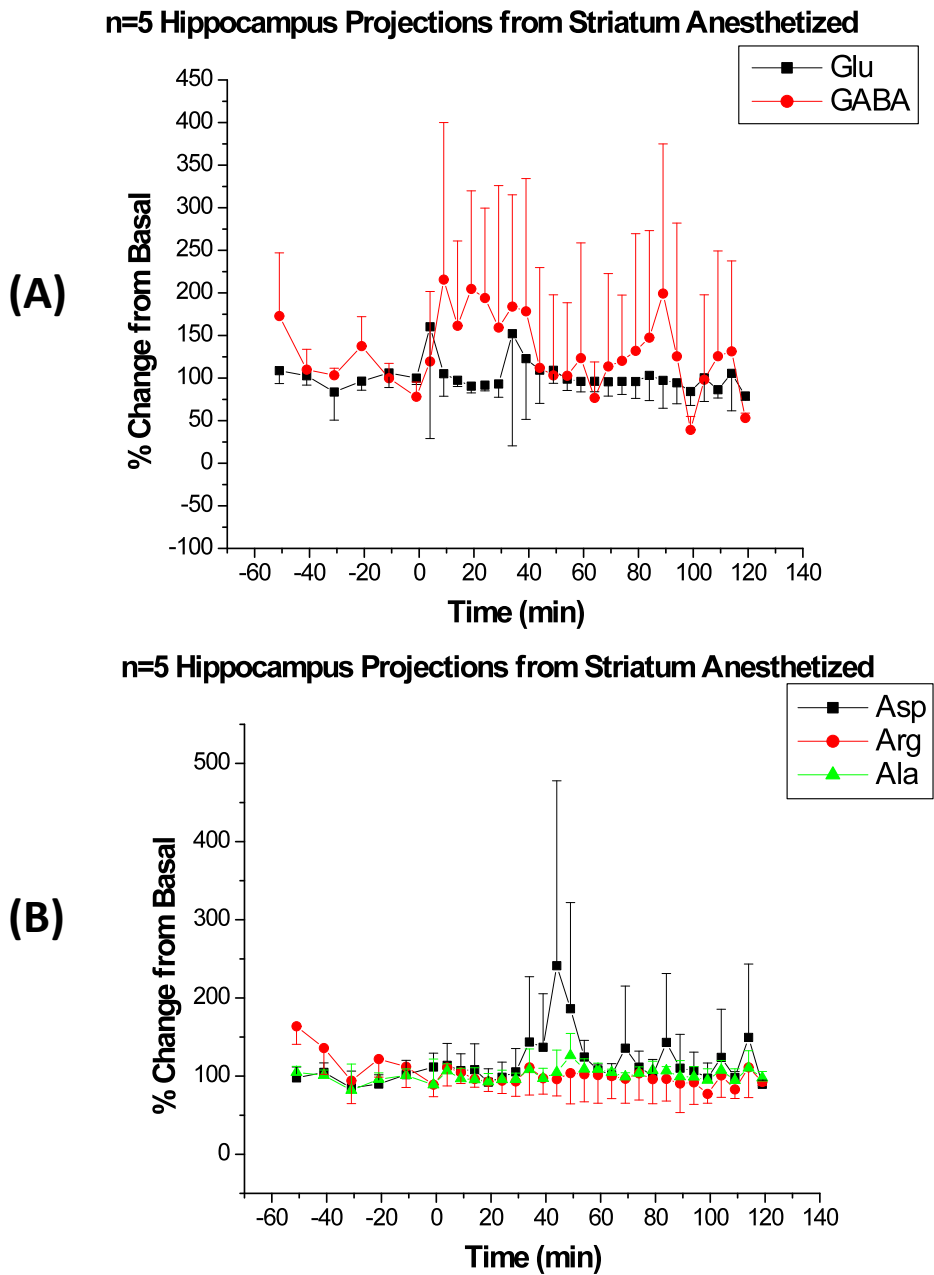 n=5 Hippocampus Projections from Striatum Anesthetized
Glu
GABA
450
400
350
300
250
200
150
100
50
0
-50
-100
% Change from Basal
(A)
-60 -40 -20 0 20 40 60 80 100 120 140
Time (min)
n=5 Hippocampus Projections from Striatum Anesthetized
Asp
Arg
Ala
500
400
300
200
100
0
% Change from Basal
(B)
-60 -40 -20 0 20 40 60 80 100 120 140
Time (min)